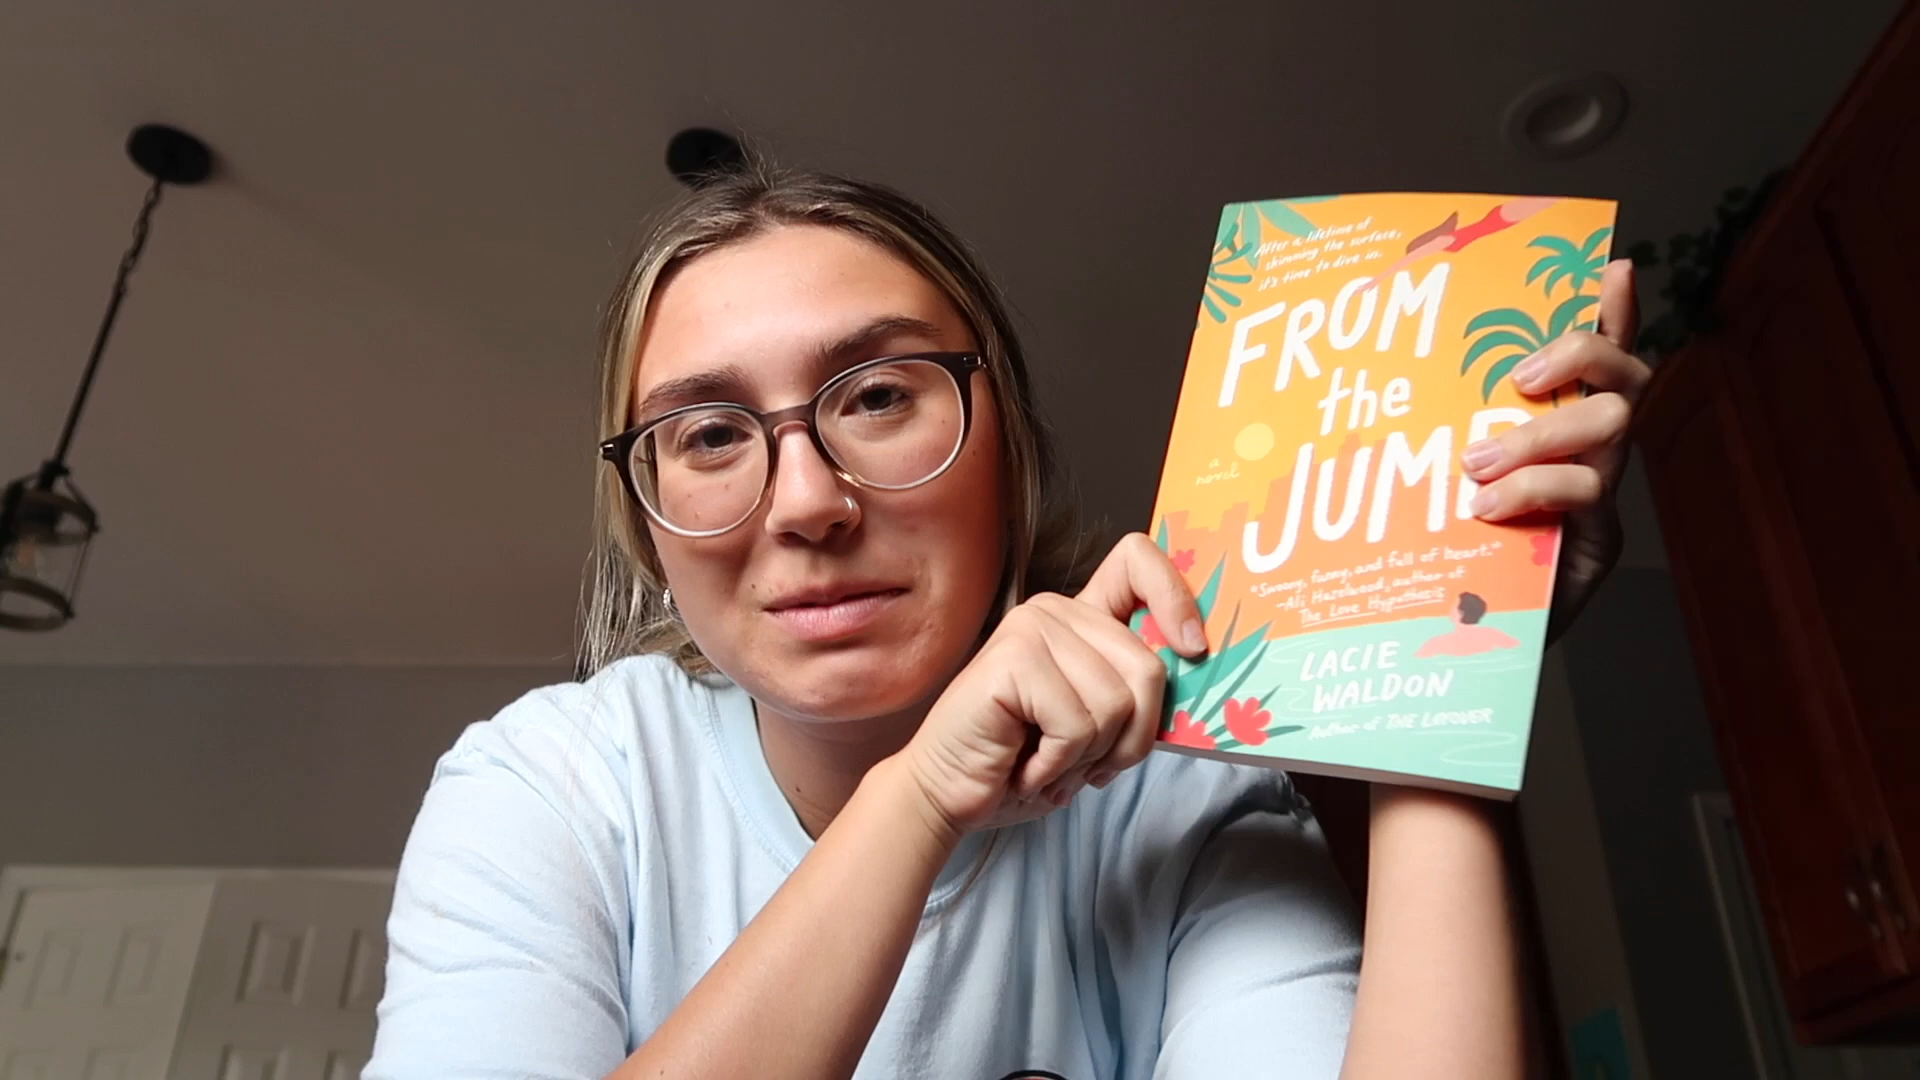 After a lifetime of
skimming the surface,
it's time to dive in.
FROM
the
JUMP
a
novel
"Swoony, funny, and full of heart."
-Ali Hazelwood, author of
The Love Hypothesis
LACIE
WALDON
Author of THE LAYOVER